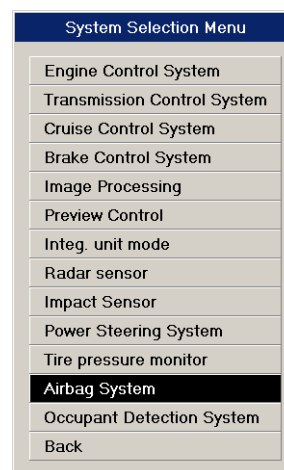 System Selection Menu
Engine Control System
Transmission Control System
Cruise Control System
Brake Control System
Image Processing
Preview Control
Integ. unit mode
Radar sensor
Impact Sensor
Power Steering System
Tire pressure monitor
Airbag System
Occupant Detection System
Back